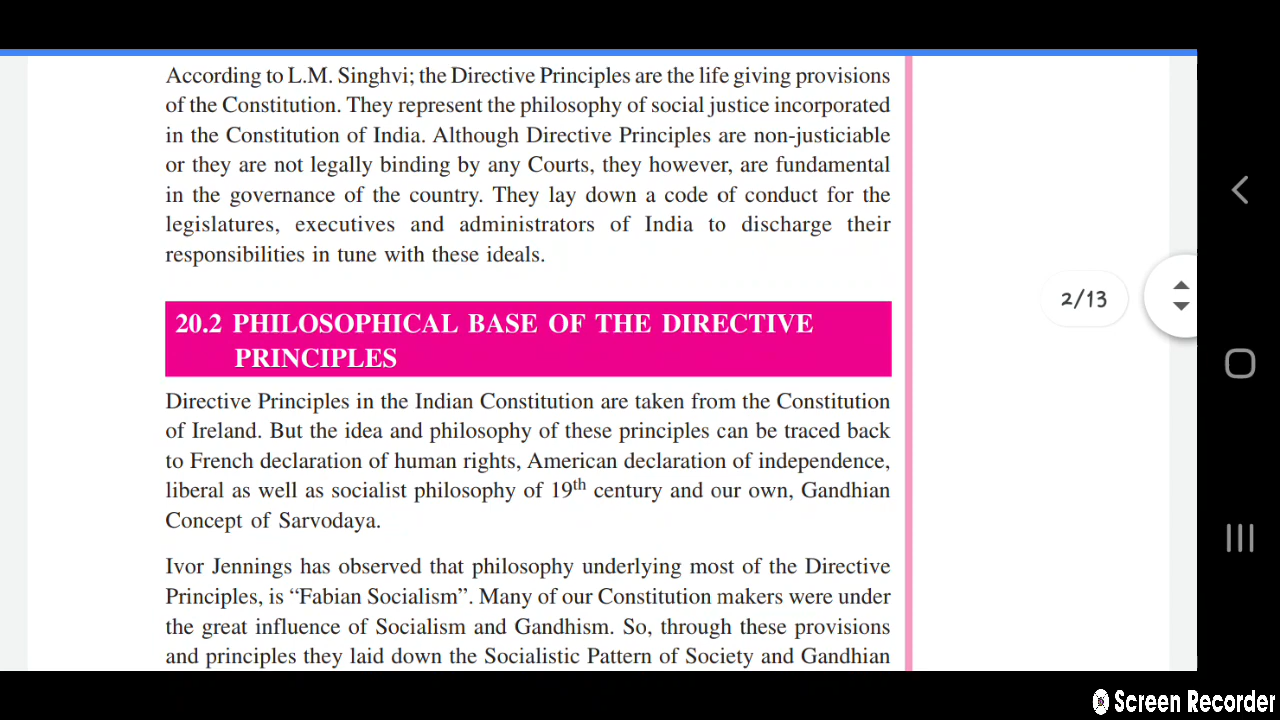 According to L.M. Singhvi; the Directive Principles are the life giving provisions
of the Constitution. They represent the philosophy of social justice incorporated
in the Constitution of India. Although Directive Principles are non-justiciable
or they are not legally binding by any Courts, they however, are fundamental
in the governance of the country. They lay down a code of conduct for the
legislatures, executives and administrators of India to discharge their
responsibilities in tune with these ideals.
2/13
20.2 PHILOSOPHICAL BASE OF THE DIRECTIVE
PRINCIPLES
Directive Principles in the Indian Constitution are taken from the Constitution
of Ireland. But the idea and philosophy of these principles can be traced back
to French declaration of human rights, American declaration of independence,
liberal as well as socialist philosophy of 19th century and our own, Gandhian
Concept of Sarvodaya.
Ivor Jennings has observed that philosophy underlying most of the Directive
Principles, is “Fabian Socialism”. Many of our Constitution makers were under
the great influence of Socialism and Gandhism. So, through these provisions
and principles they laid down the Socialistic Pattern of Society and Gandhian
Screen Recorder